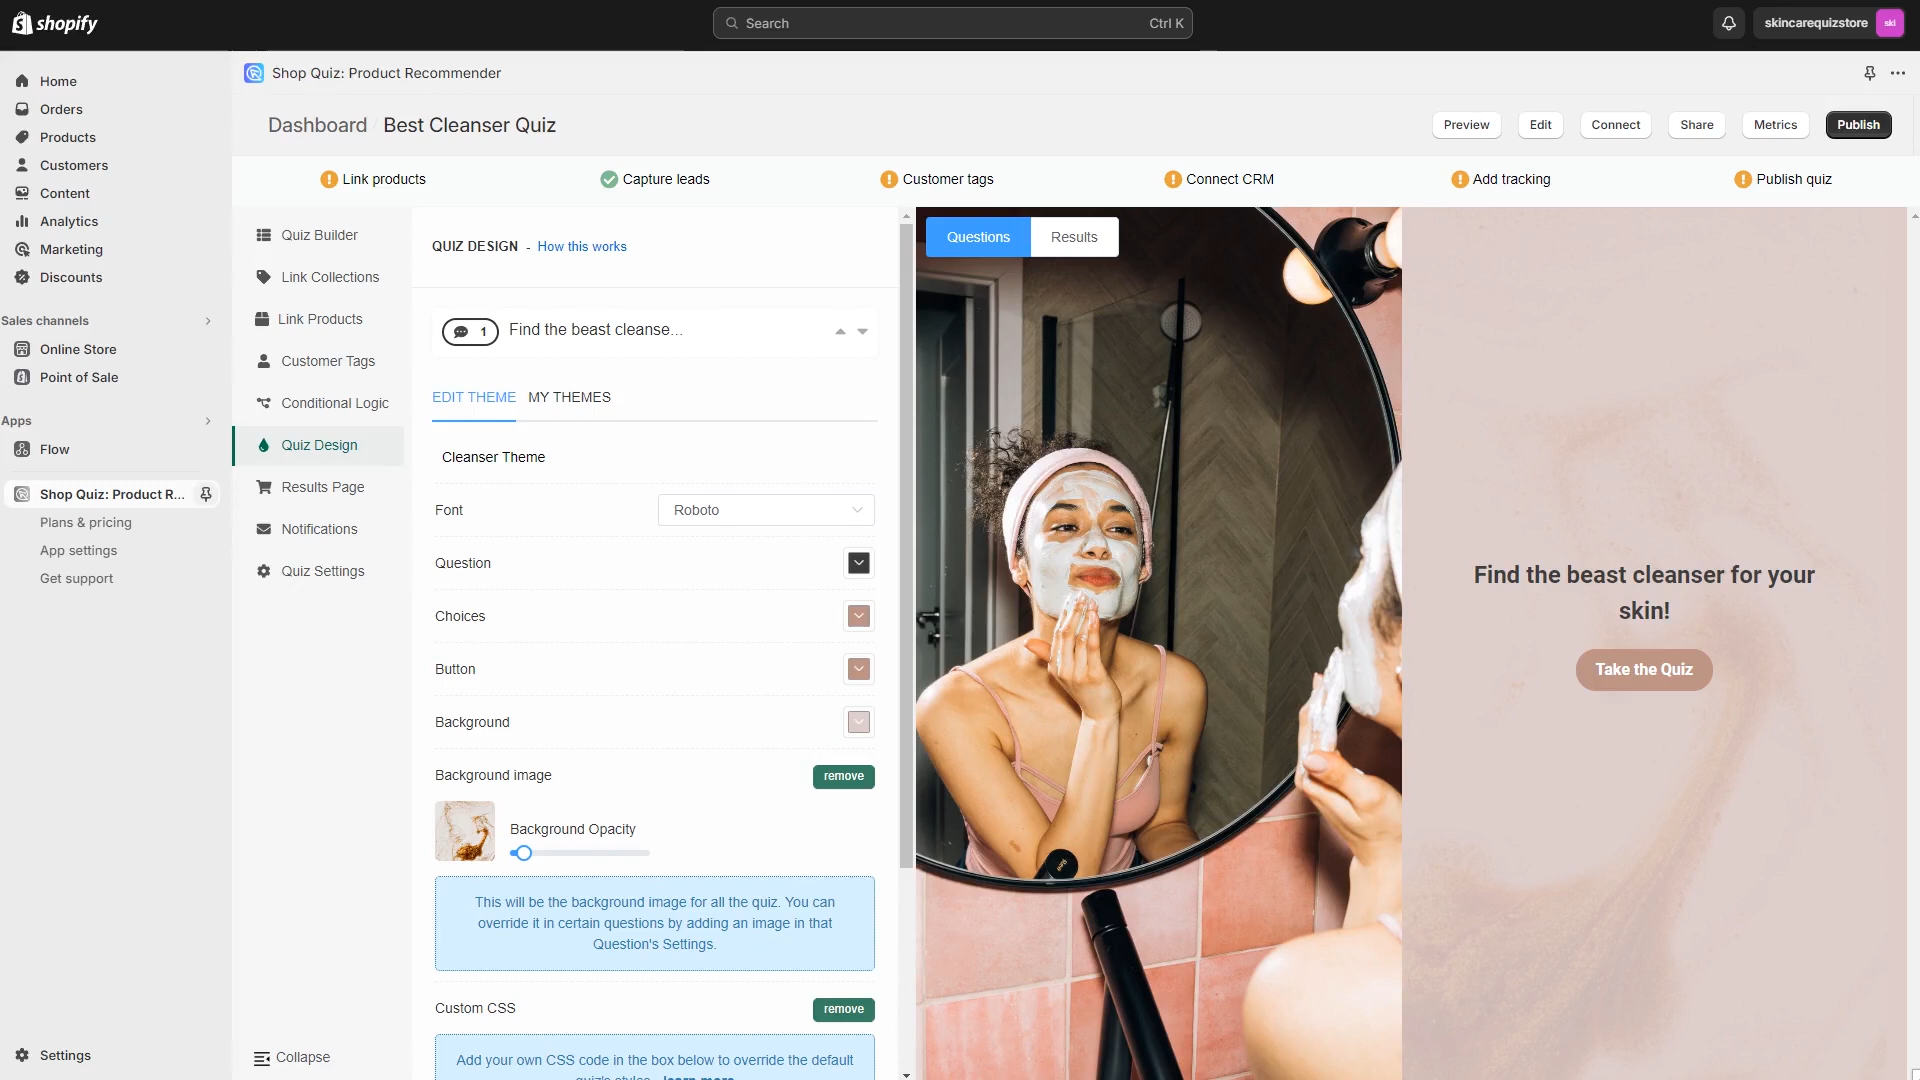 shopify
Search
Ctrl K
skincarequizstore
ski
Home
Orders
Products
Customers
Content
Analytics
Marketing
Discounts
Sales channels
Online Store
Point of Sale
Apps
Flow
Shop Quiz: Product R...
Plans & pricing
App settings
Get support
Settings
Shop Quiz: Product Recommender
Dashboard
Best Cleanser Quiz
Preview
Edit
Connect
Share
Metrics
Publish
Link products
Capture leads
Customer tags
Connect CRM
Add tracking
Publish quiz
Quiz Builder
Link Collections
Link Products
Customer Tags
Conditional Logic
Quiz Design
Results Page
Notifications
Quiz Settings
Collapse
QUIZ DESIGN - How this works
1 Find the beast cleanse...
EDIT THEME
MY THEMES
Cleanser Theme
Font
Roboto
Question
Choices
Button
Background
Background image
remove
Background Opacity
This will be the background image for all the quiz. You can
override it in certain questions by adding an image in that
Question's Settings.
Custom CSS
remove
Add your own CSS code in the box below to override the default
quiz's styles. learn more
Questions
Results
Find the beast cleanser for your
skin!
Take the Quiz